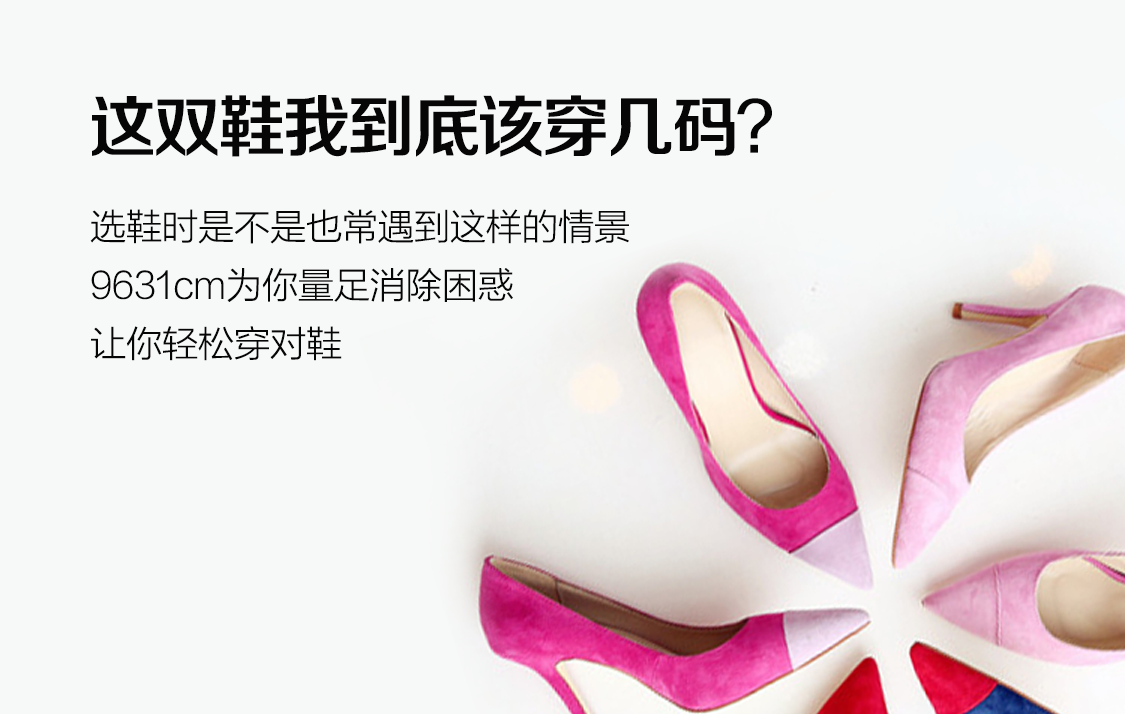 这双鞋我到底该穿几码？
选鞋时是不是也常遇到这样的情景
9631cm为你量足消除困惑
让你轻松穿对鞋